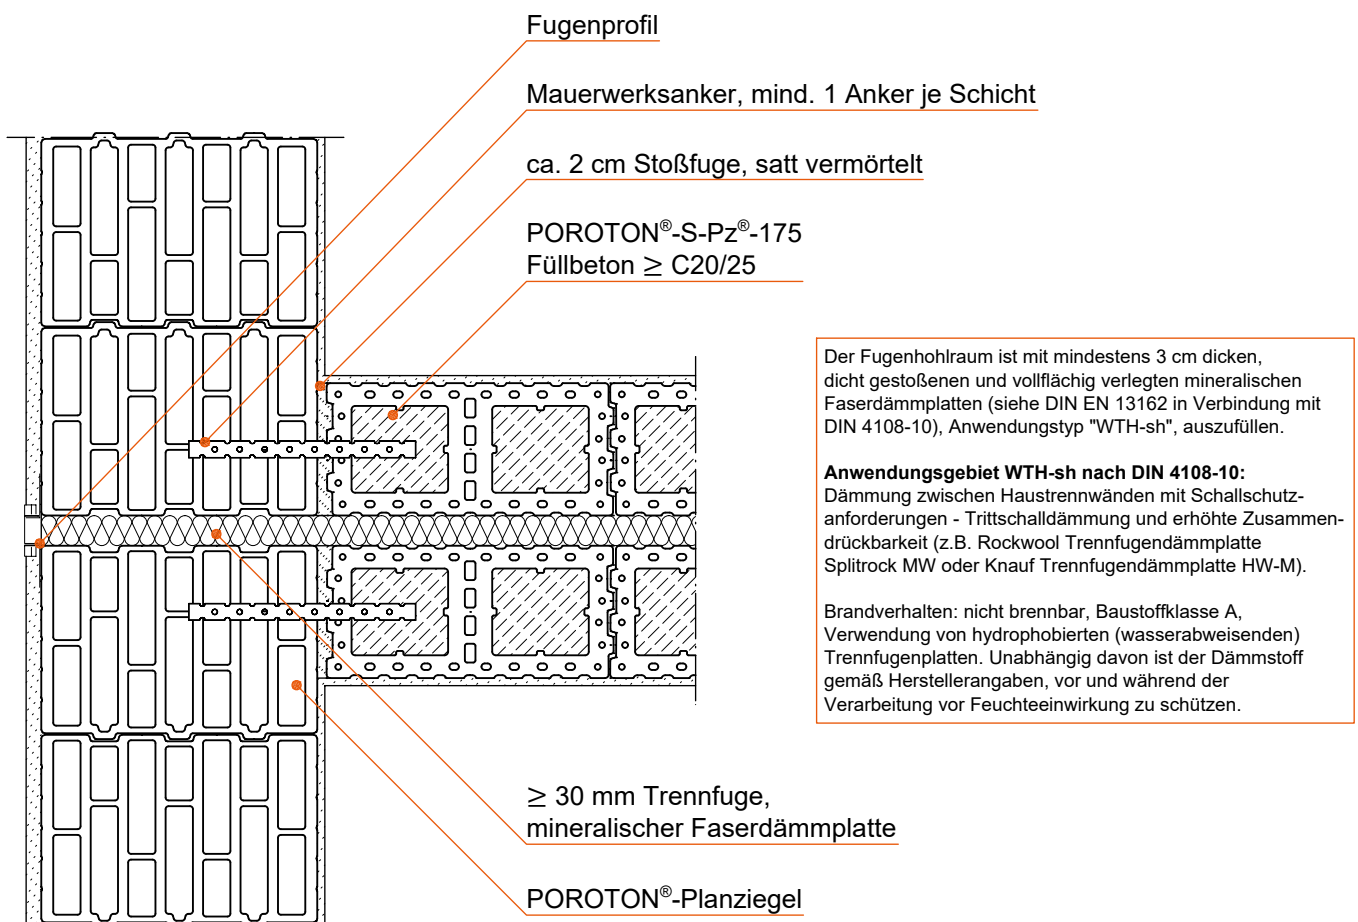 Fugenprofil
Mauerwerksanker, mind. 1 Anker je Schicht
ca. 2 cm Stoßfuge, satt vermörtelt
POROTON®-S-Pz®-175
Füllbeton ≥ C20/25
Der Fugenhohlraum ist mit mindestens 3 cm dicken,
dicht gestoßenen und vollflächig verlegten mineralischen
Faserdämmplatten (siehe DIN EN 13162 in Verbindung mit
DIN 4108-10), Anwendungstyp "WTH-sh", auszufüllen.
Anwendungsgebiet WTH-sh nach DIN 4108-10:
Dämmung zwischen Haustrennwänden mit Schallschutz-
anforderungen - Trittschalldämmung und erhöhte Zusammen-
drückbarkeit (z.B. Rockwool Trennfugendämmplatte
Splitrock MW oder Knauf Trennfugendämmplatte HW-M).
Brandverhalten: nicht brennbar, Baustoffklasse A,
Verwendung von hydrophobierten (wasserabweisenden)
Trennfugenplatten. Unabhängig davon ist der Dämmstoff
gemäß Herstellerangaben, vor und während der
Verarbeitung vor Feuchteeinwirkung zu schützen.
≥ 30 mm Trennfuge,
mineralischer Faserdämmplatte
POROTON®-Planziegel